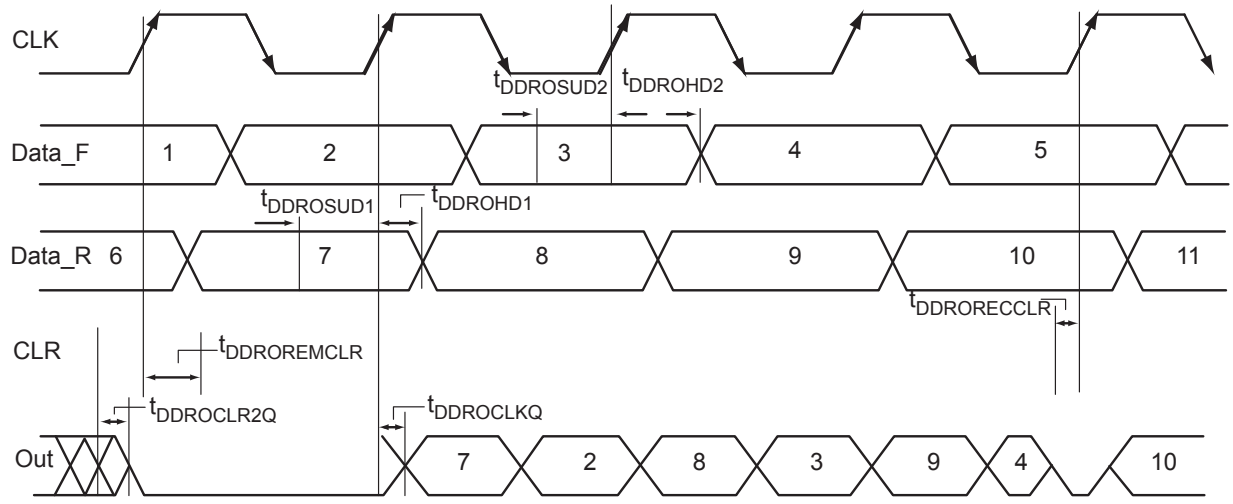 CLK
tDDROSUD2 tDDROHD2
Data_F 1 2 3 4 5
tDDROSUD1 tDDROHD1
Data_R 6 7 8 9 10 11
tDDRORECCLR
CLR
tDDROREMCLR
tDDROCLR2Q tDDROCLKQ
Out 7 2 8 3 9 4 10